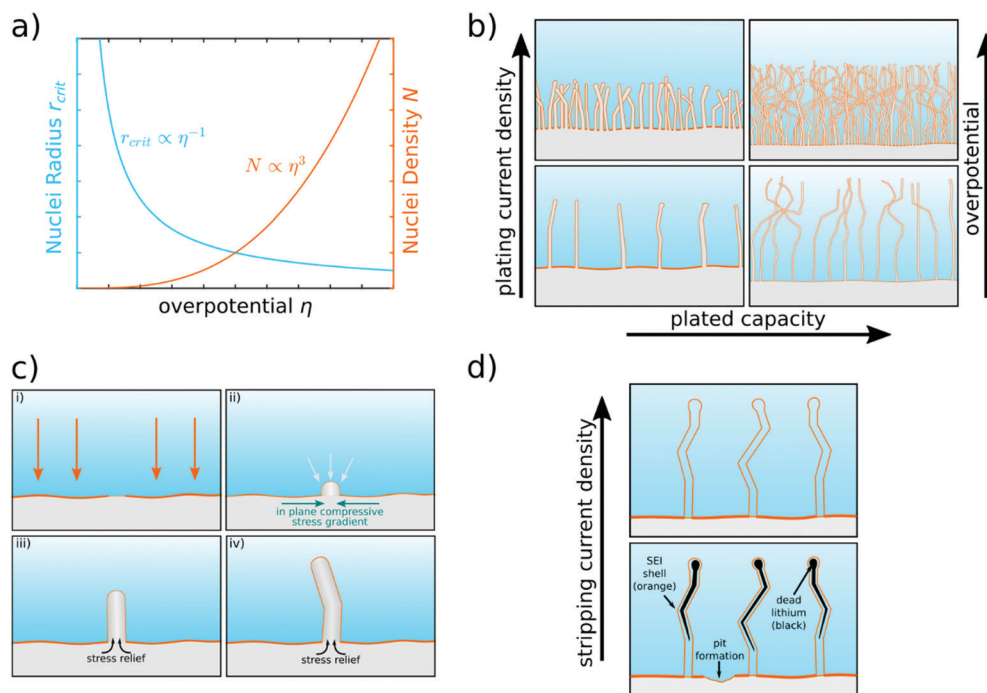 a)
Nuclei Radius r_crit
r_crit ∝ η⁻¹
N ∝ η³
Nuclei Density N
overpotential η
b)
plating current density
overpotential
plated capacity
c)
i)
ii)
in plane compressive
stress gradient
iii)
stress relief
iv)
stress relief
d)
stripping current density
SEI
shell
(orange)
dead
lithium
(black)
pit
formation